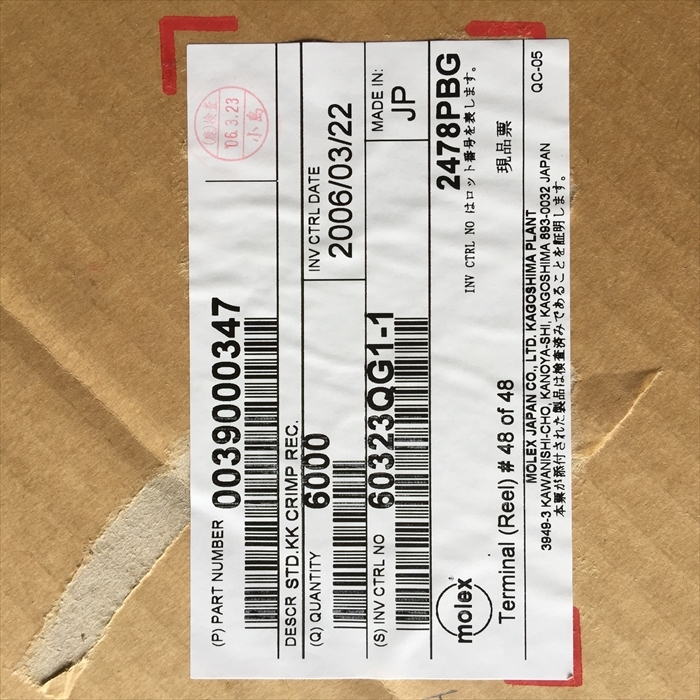 (P) PART NUMBER 0039000347
(検査)
'06.3.23
小島
DESCR STD.KK CRIMP REC.
(Q) QUANTITY 6000
INV CTRL DATE
2006/03/22
(S) INV CTRL NO 60323QG1-1
MADE IN:
JP
2478PBG
INV CTRL NO はロット番号を表します。
molex
Terminal (Reel) # 48 of 48
現品票
MOLEX JAPAN CO., LTD. KAGOSHIMA PLANT
3949-3 KAWANISHI-CHO, KANOYA-SHI, KAGOSHIMA 893-0032 JAPAN
本票が添付された製品は検査済みであることを証明します。
QC-05